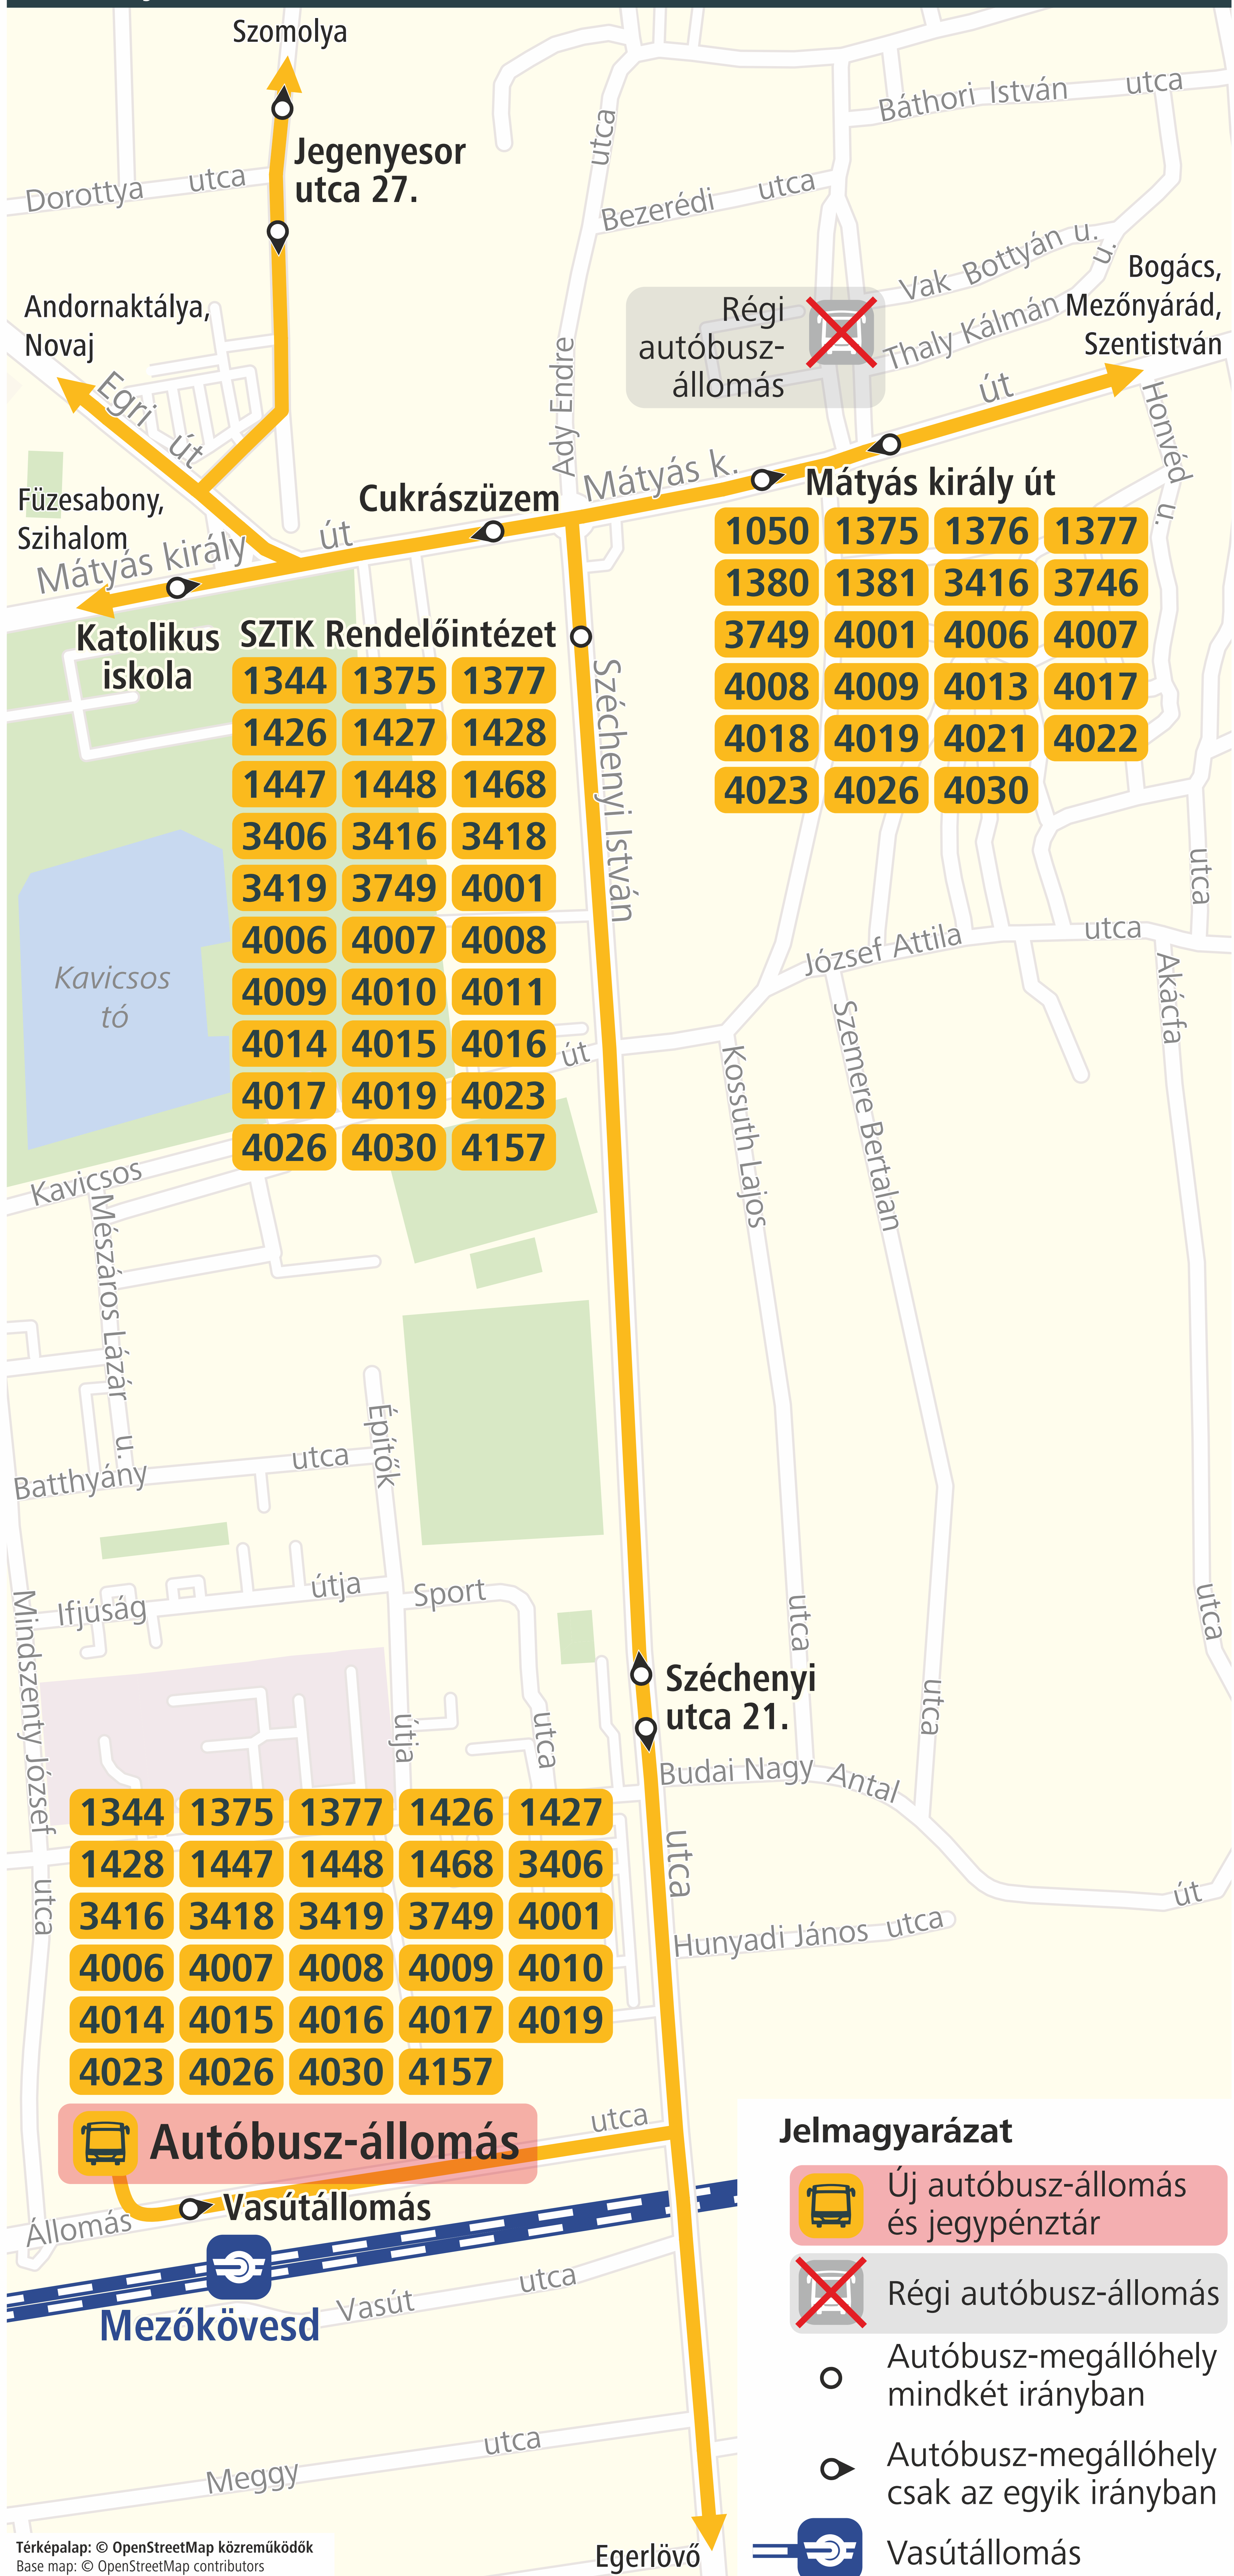 Szomolya
Báthori István utca
Jegenyesor
utca 27.
utca
Dorottya utca
Bezerédi utca
Vak Bottyán u.
u.
Bogács,
Mezőnyárád,
Szentistván
Andornaktálya,
Novaj
Régi
autóbusz-
állomás
Thaly Kálmán
Egri út
Ady Endre
út
Honvéd u.
Mátyás k.
Mátyás király út
Cukrászüzem
Füzesabony,
Szihalom
Mátyás király út
1050 1375 1376 1377
1380 1381 3416 3746
3749 4001 4006 4007
4008 4009 4013 4017
4018 4019 4021 4022
4023 4026 4030
Katolikus
iskola
SZTK Rendelőintézet
1344 1375 1377
1426 1427 1428
1447 1448 1468
3406 3416 3418
3419 3749 4001
4006 4007 4008
4009 4010 4011
4014 4015 4016
4017 4019 4023
4026 4030 4157
Széchenyi István
utca
József Attila utca
Kavicsos
tó
Akácfa
út
Kossuth Lajos
Szemere Bertalan
Kavicsos
Mészáros Lázár u.
Építők
Batthyány utca
Ifjúság útja
Sport
Mindszenty József
utca
utca
utca
Széchenyi
utca 21.
útja
utca
Budai Nagy Antal
út
utca
utca
1344 1375 1377 1426 1427
1428 1447 1448 1468 3406
3416 3418 3419 3749 4001
4006 4007 4008 4009 4010
4014 4015 4016 4017 4019
4023 4026 4030 4157
Hunyadi János utca
Autóbusz-állomás
utca
Vasútállomás
Állomás
Mezőkövesd
Vasút utca
Meggy utca
Egerlövő
Jelmagyarázat
Új autóbusz-állomás
és jegypénztár
Régi autóbusz-állomás
Autóbusz-megállóhely
mindkét irányban
Autóbusz-megállóhely
csak az egyik irányban
Vasútállomás
Térképalap: © OpenStreetMap közreműködők
Base map: © OpenStreetMap contributors